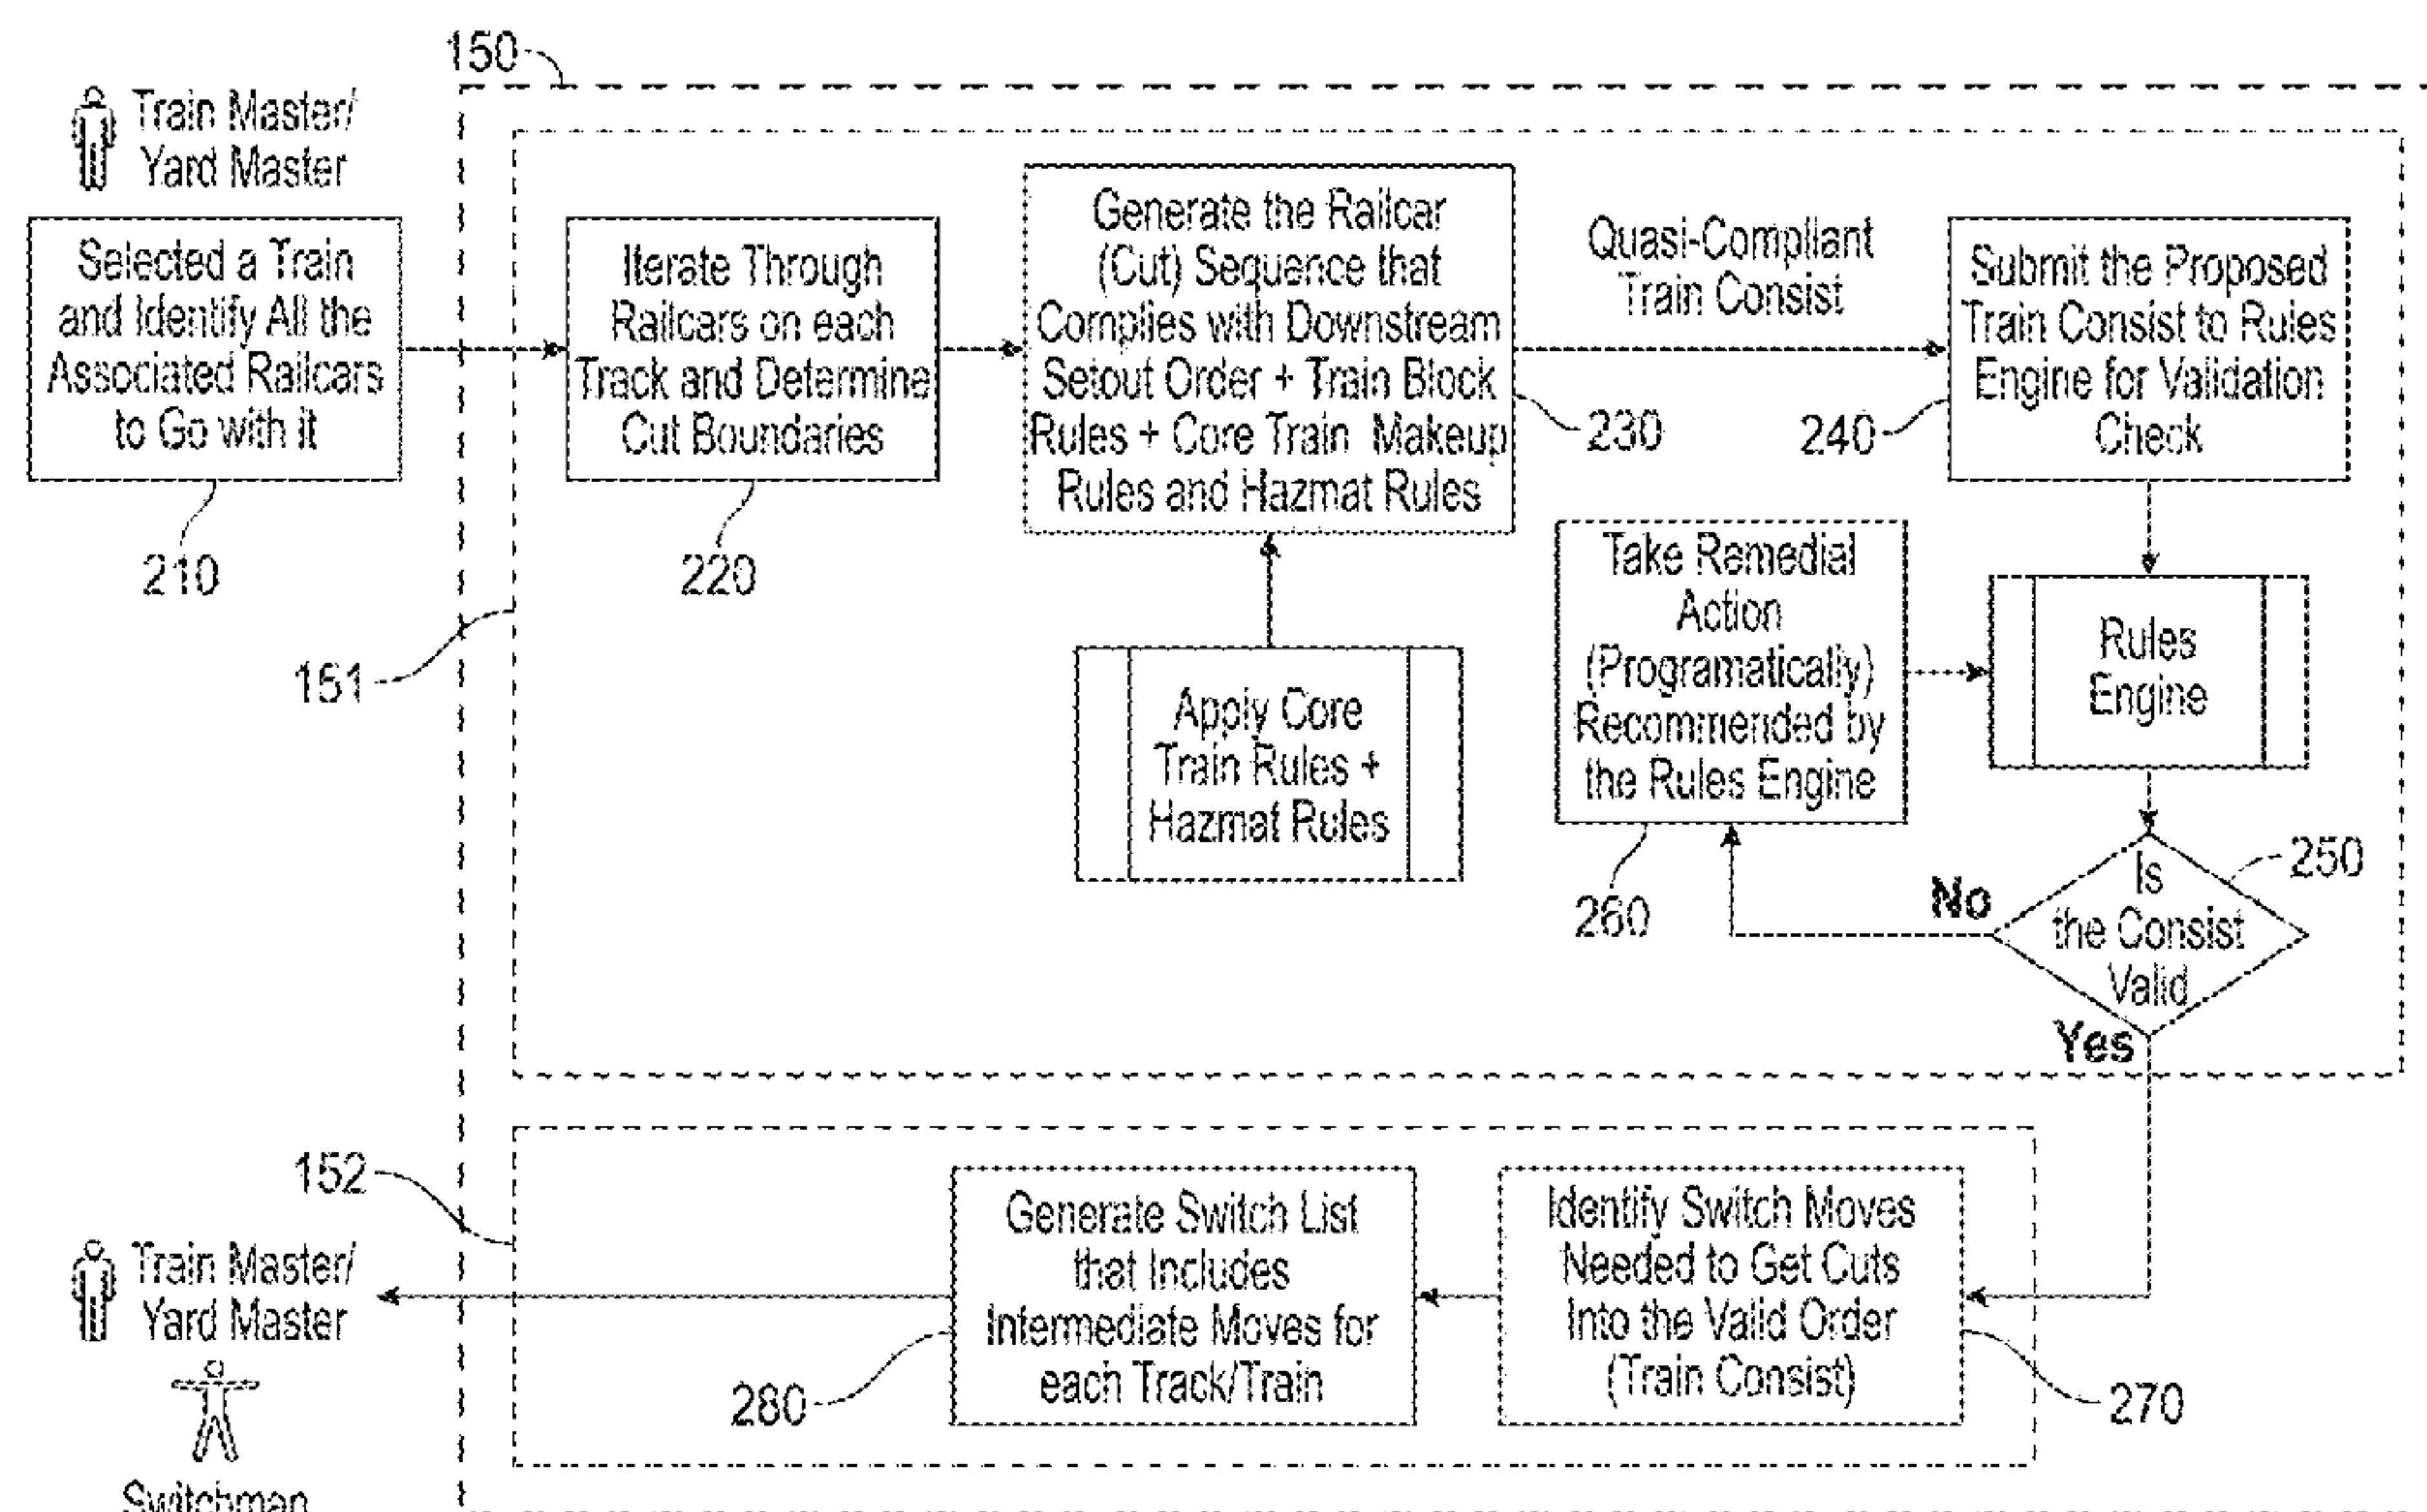 150
Train Master/
Yard Master
Selected a Train
and Identify All the
Associated Railcars
to Go with it
210
Iterate Through
Railcars on each
Track and Determine
Cut Boundaries
220
Generate the Railcar
(Cut) Sequence that
Complies with Downstream
Setout Order + Train Block
Rules + Core Train Makeup
Rules and Hazmat Rules
230
Quasi-Compliant
Train Consist
Submit the Proposed
Train Consist to Rules
Engine for Validation
Check
240
151
Apply Core
Train Rules +
Hazmat Rules
Take Remedial
Action
(Programatically)
Recommended by
the Rules Engine
260
Rules
Engine
Is
the Consist
Valid
250
No
Yes
152
Train Master/
Yard Master
Switchman
Generate Switch List
that Includes
Intermediate Moves for
each Track/Train
280
Identify Switch Moves
Needed to Get Cuts
Into the Valid Order
(Train Consist)
270